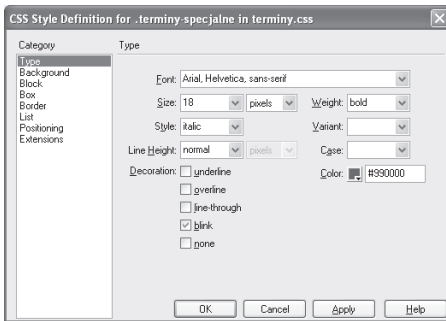 CSS Style Definition for .terminy-specjalne in terminy.css
Category
Type
Background
Block
Box
Border
List
Positioning
Extensions
Type
Font: Arial, Helvetica, sans-serif
Size: 18 pixels Weight: bold
Style: italic Variant:
Line Height: normal pixels Case:
Decoration: underline Color: #990000
overline
line-through
blink
none
OK Cancel Apply Help